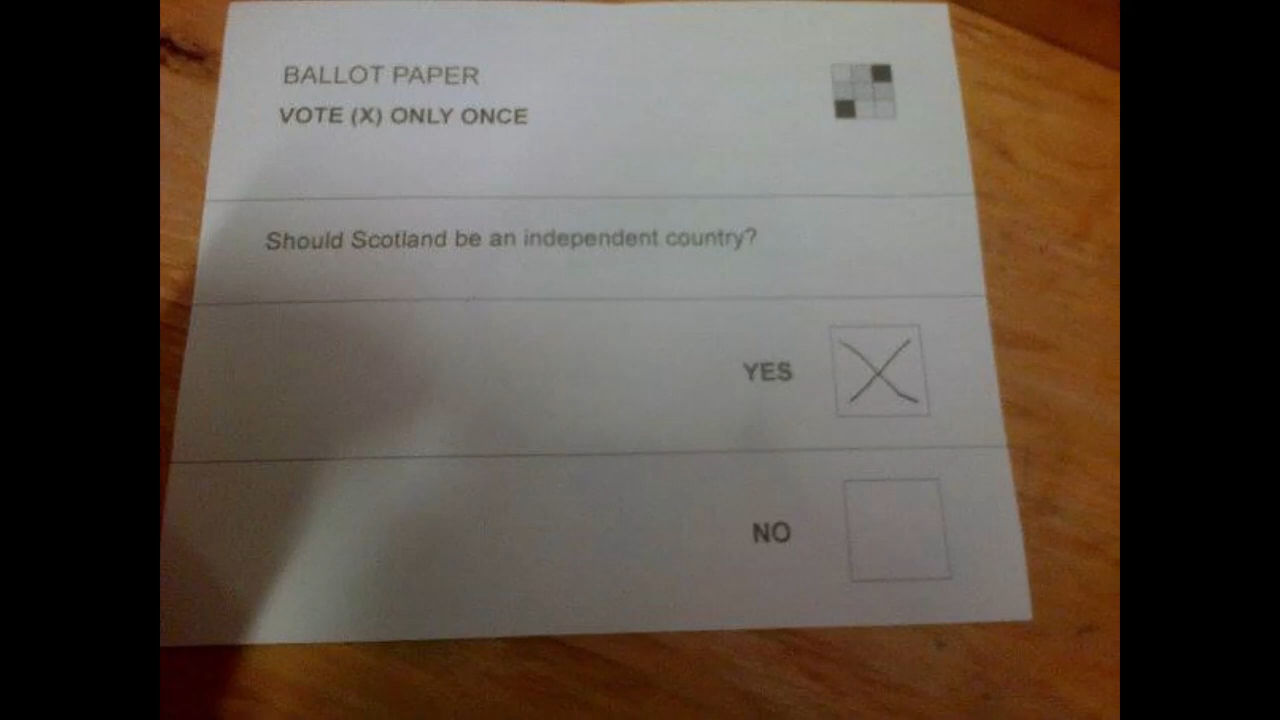 BALLOT PAPER
VOTE (X) ONLY ONCE
Should Scotland be an independent country?
YES X
NO